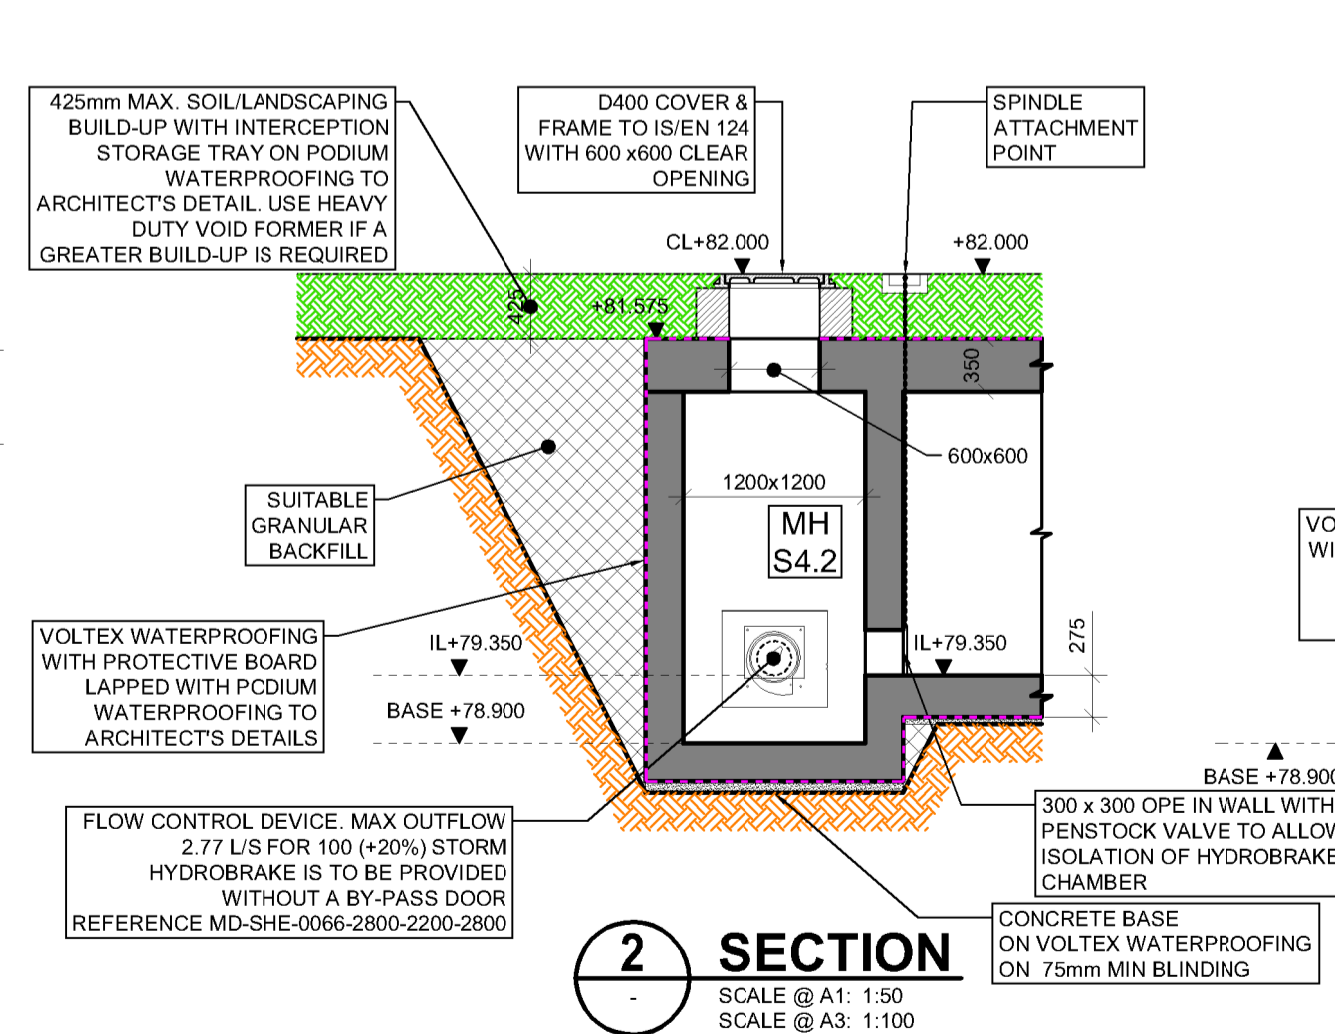 425mm MAX. SOIL/LANDSCAPING
BUILD-UP WITH INTERCEPTION
STORAGE TRAY ON PODIUM
WATERPROOFING TO
ARCHITECT'S DETAIL. USE HEAVY
DUTY VOID FORMER IF A
GREATER BUILD-UP IS REQUIRED
D400 COVER &
FRAME TO IS/EN 124
WITH 600 x600 CLEAR
OPENING
SPINDLE
ATTACHMENT
POINT
CL+82.000
+82.000
425
+81.575
350
600x600
1200x1200
MH
S4.2
SUITABLE
GRANULAR
BACKFILL
VO
WI
VOLTEX WATERPROOFING
WITH PROTECTIVE BOARD
LAPPED WITH PODIUM
WATERPROOFING TO
ARCHITECT'S DETAILS
IL+79.350
BASE +78.900
IL+79.350
275
BASE +78.900
FLOW CONTROL DEVICE. MAX OUTFLOW
2.77 L/S FOR 100 (+20%) STORM
HYDROBRAKE IS TO BE PROVIDED
WITHOUT A BY-PASS DOOR
REFERENCE MD-SHE-0066-2800-2200-2800
300 x 300 OPE IN WALL WITH
PENSTOCK VALVE TO ALLOW
ISOLATION OF HYDROBRAKE
CHAMBER
CONCRETE BASE
ON VOLTEX WATERPROOFING
ON 75mm MIN BLINDING
2
-
SECTION
SCALE @ A1: 1:50
SCALE @ A3: 1:100